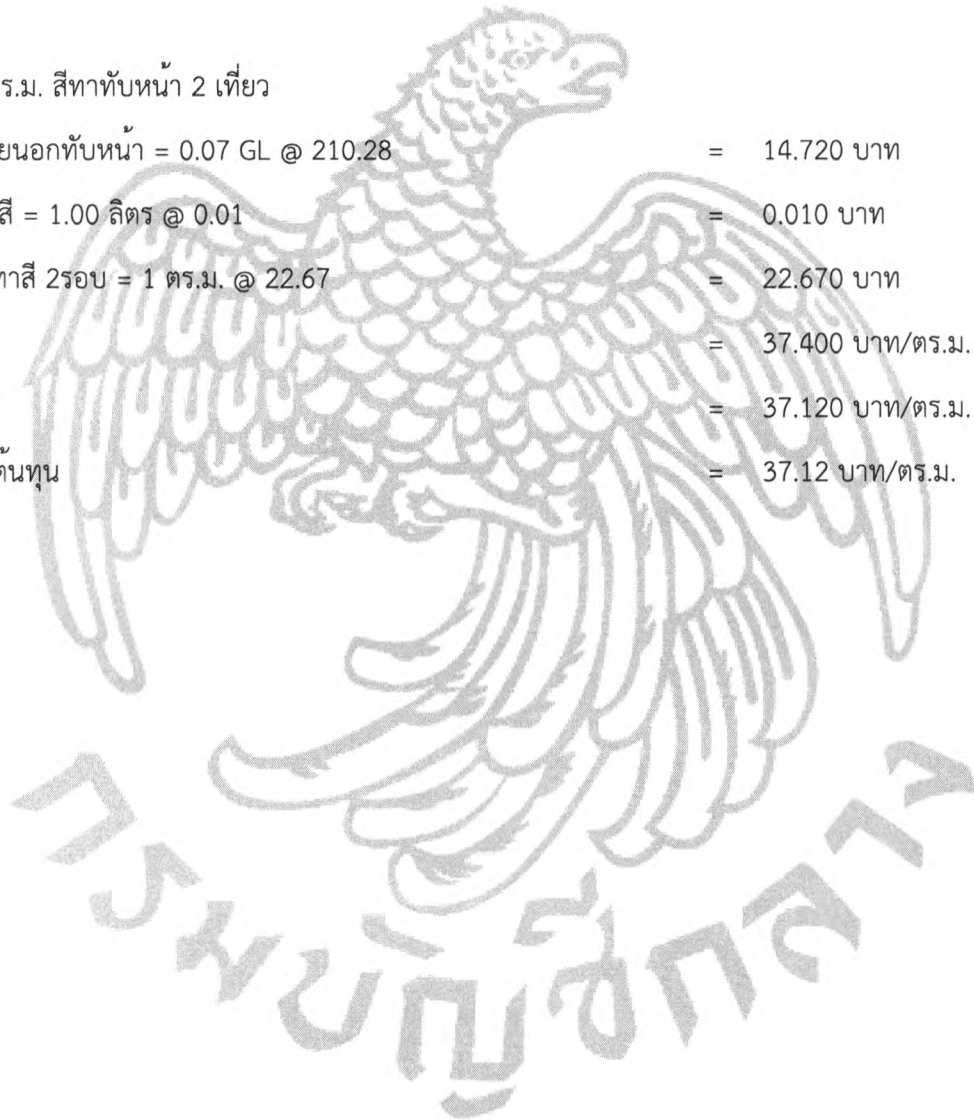 ร.ม. สีทาทับหน้า 2 เที่ยว
ยนอกทับหน้า = 0.07 GL @ 210.28 = 14.720 บาท
สี = 1.00 ลิตร @ 0.01 = 0.010 บาท
ทาสี 2รอบ = 1 ตร.ม. @ 22.67 = 22.670 บาท
= 37.400 บาท/ตร.ม.
= 37.120 บาท/ตร.ม.
ต้นทุน = 37.12 บาท/ตร.ม.
กรมบัญชีกลาง